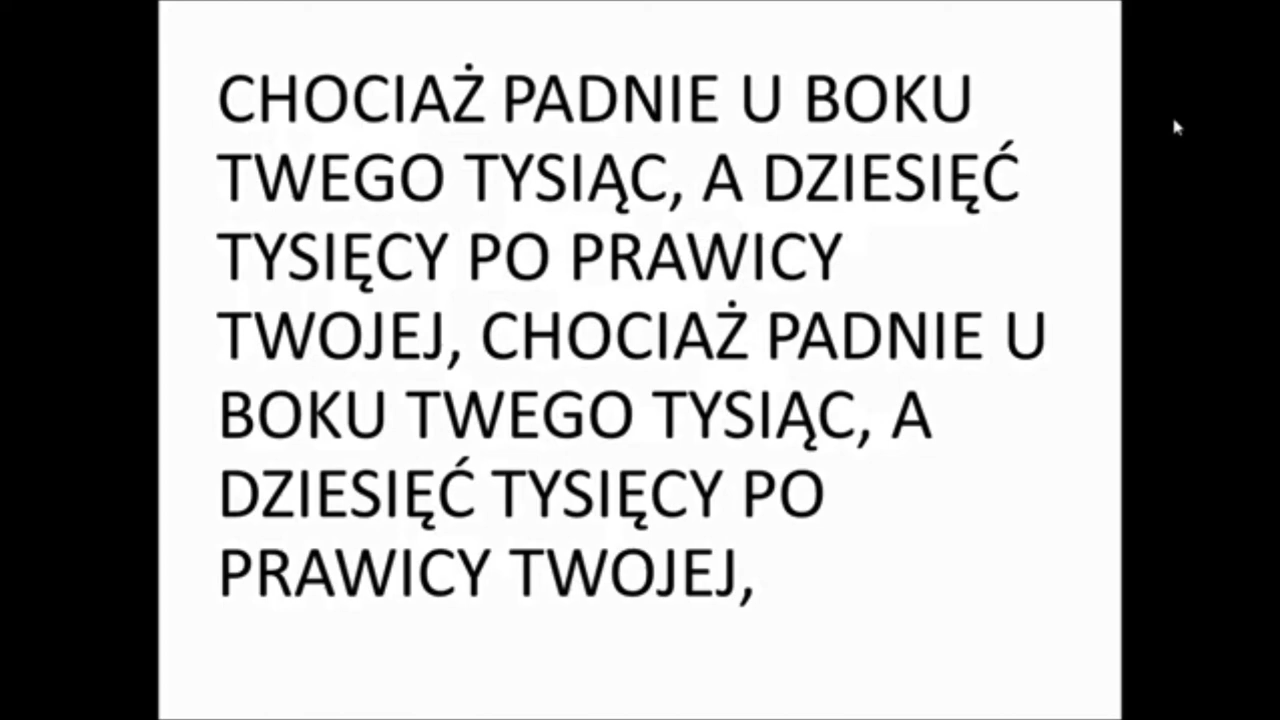 CHOCIAŻ PADNIE U BOKU
TWEGO TYSIĄC, A DZIESIĘĆ
TYSIĘCY PO PRAWICY
TWOJEJ, CHOCIAŻ PADNIE U
BOKU TWEGO TYSIĄC, A
DZIESIĘĆ TYSIĘCY PO
PRAWICY TWOJEJ,